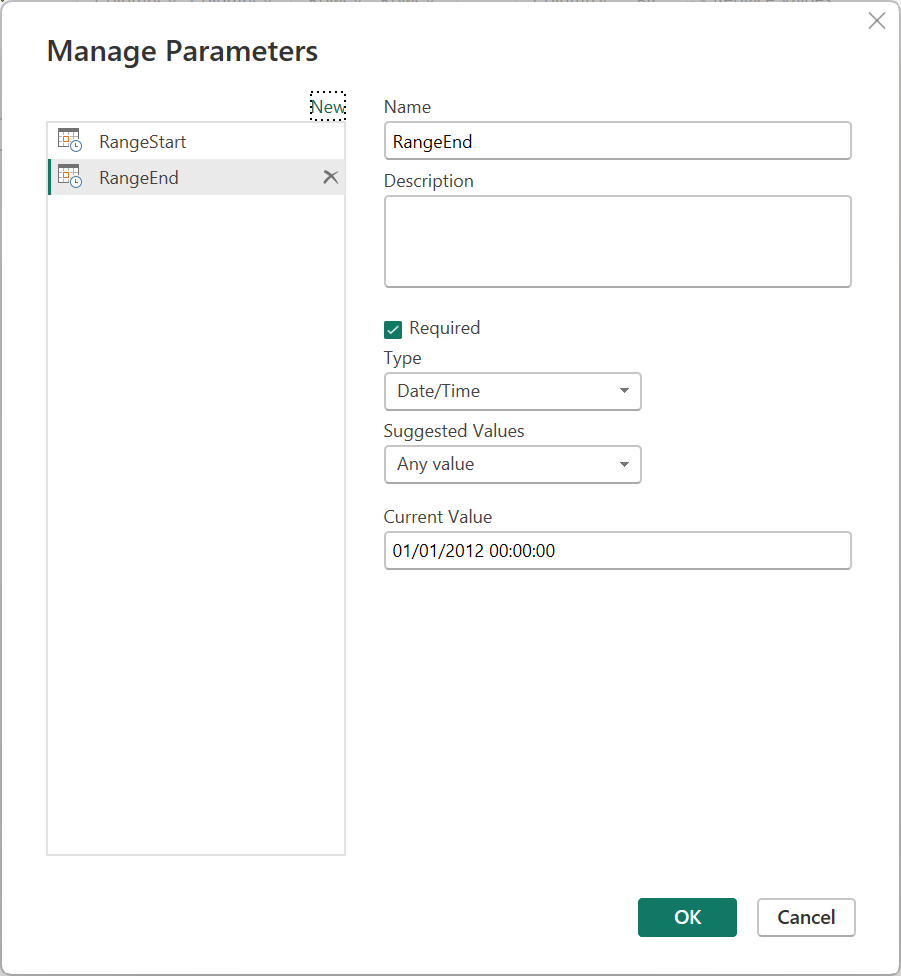 Manage Parameters
New
RangeStart
RangeEnd
Name
RangeEnd
Description
Required
Type
Date/Time
Suggested Values
Any value
Current Value
01/01/2012 00:00:00
OK
Cancel